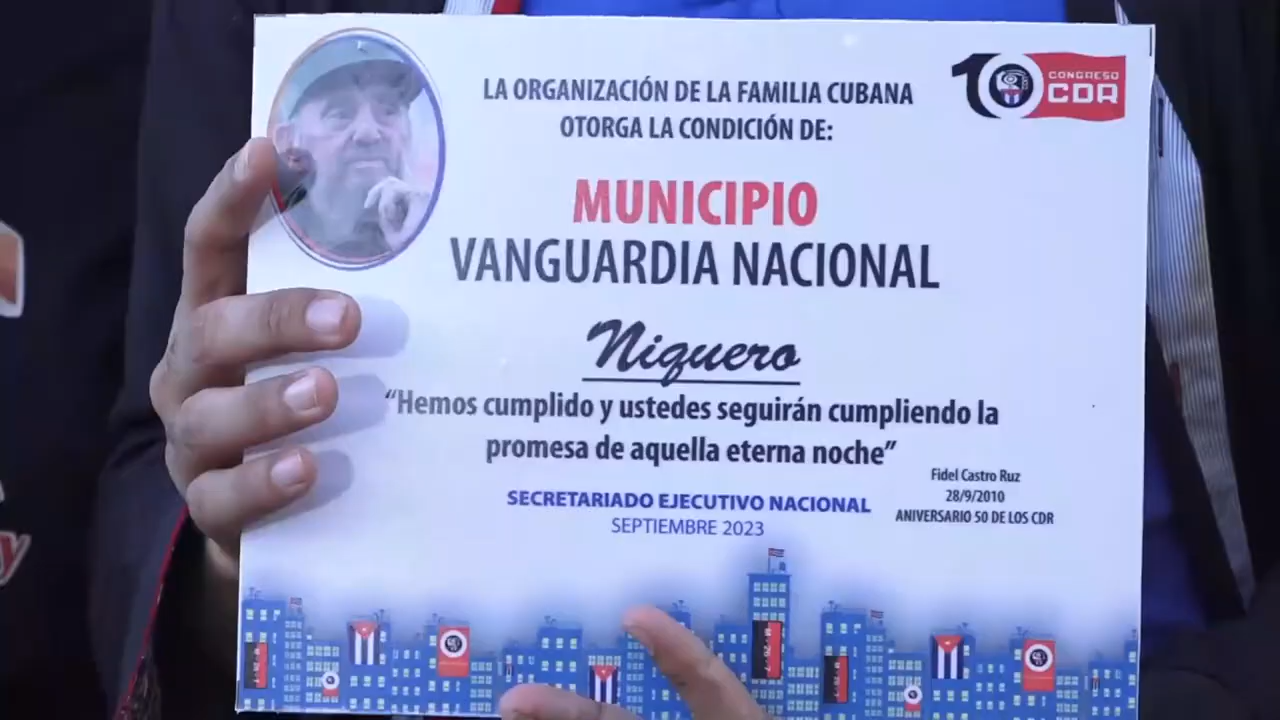 LA ORGANIZACIÓN DE LA FAMILIA CUBANA
OTORGA LA CONDICIÓN DE:
10 CONGRESO
CDR
MUNICIPIO
VANGUARDIA NACIONAL
Niquero
“Hemos cumplido y ustedes seguirán cumpliendo la
promesa de aquella eterna noche”
Fidel Castro Ruz
28/9/2010
ANIVERSARIO 50 DE LOS CDR
SECRETARIADO EJECUTIVO NACIONAL
SEPTIEMBRE 2023